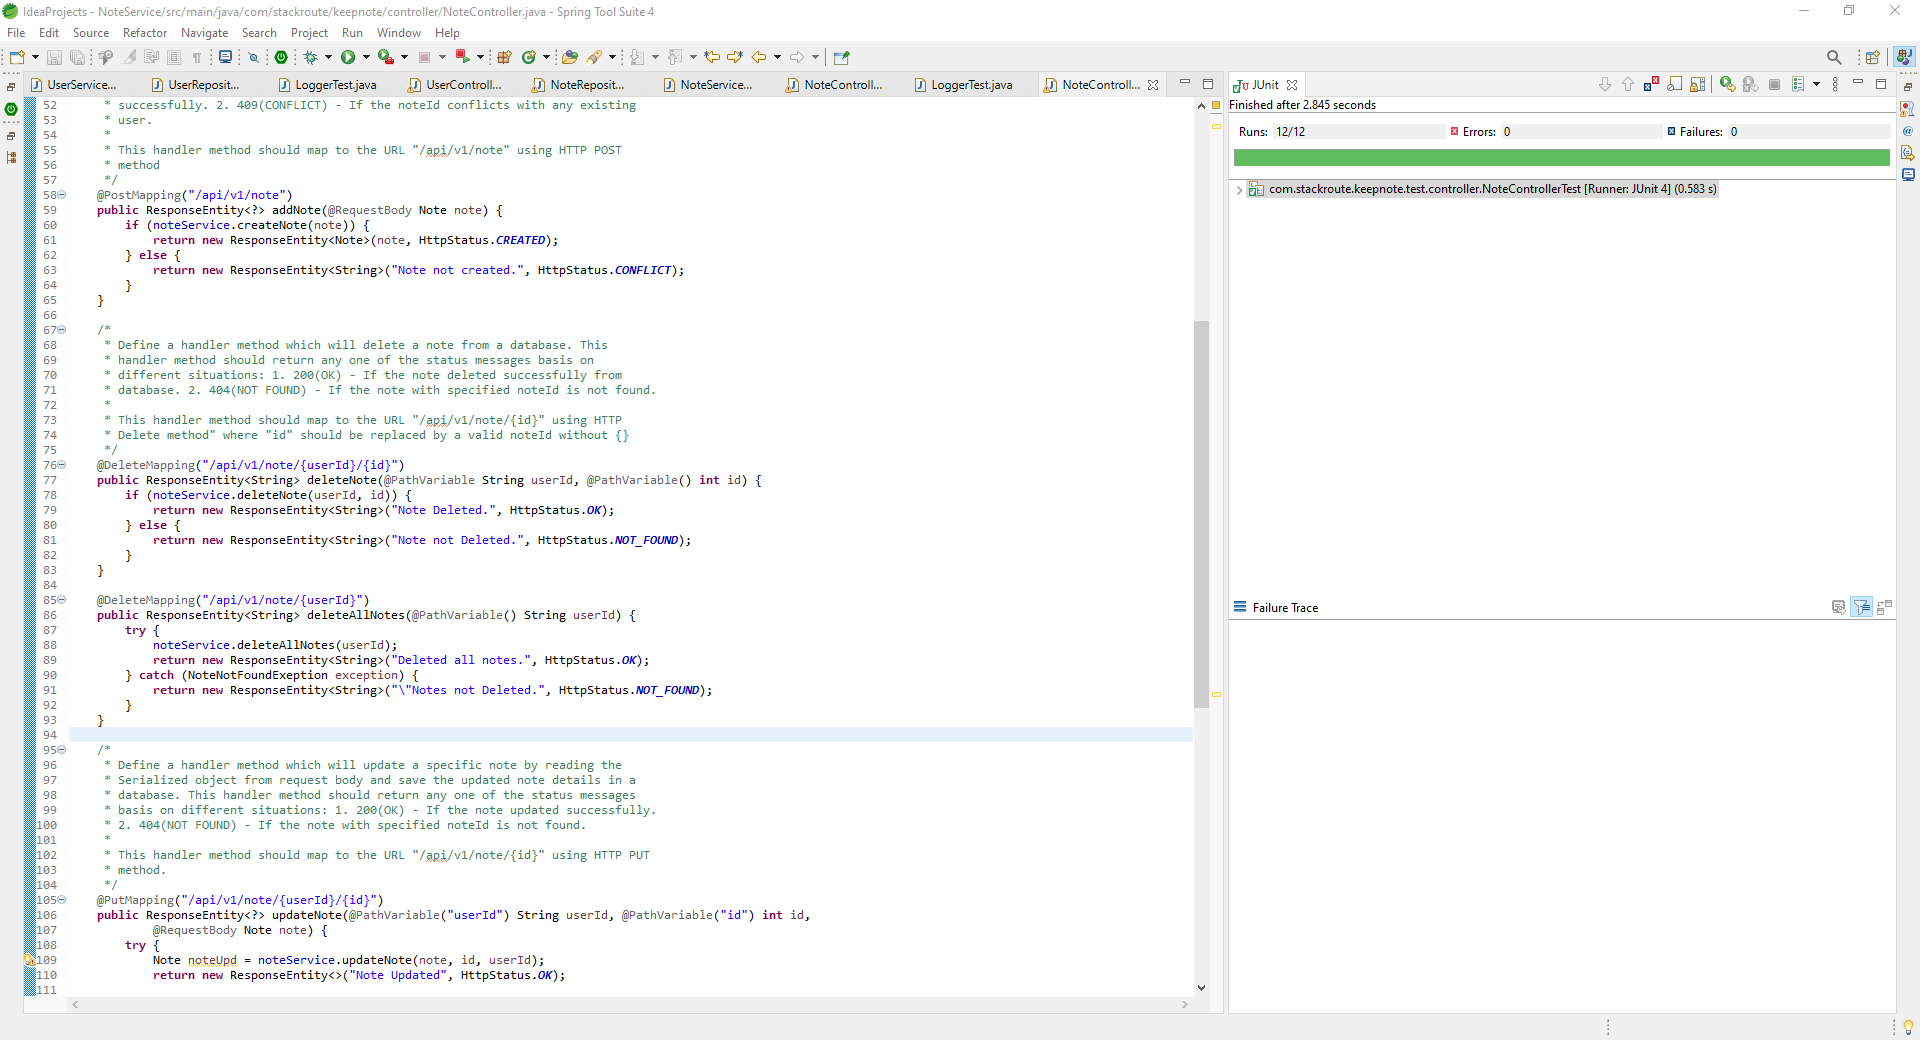 IdeaProjects - NoteService/src/main/java/com/stackroute/keepnote/controller/NoteController.java - Spring Tool Suite 4
File Edit Source Refactor Navigate Search Project Run Window Help
UserService... UserReposit... LoggerTest.java UserControll... NoteReposit... NoteService... NoteControll... LoggerTest.java NoteControll...
52 * successfully. 2. 409(CONFLICT) - If the noteId conflicts with any existing
53 * user.
54 *
55 * This handler method should map to the URL "/api/v1/note" using HTTP POST
56 * method
57 */
58 @PostMapping("/api/v1/note")
59 public ResponseEntity<?> addNote(@RequestBody Note note) {
60 if (noteService.createNote(note)) {
61 return new ResponseEntity<Note>(note, HttpStatus.CREATED);
62 } else {
63 return new ResponseEntity<String>("Note not created.", HttpStatus.CONFLICT);
64 }
65 }
66
67 /*
68 * Define a handler method which will delete a note from a database. This
69 * handler method should return any one of the status messages basis on
70 * different situations: 1. 200(OK) - If the note deleted successfully from
71 * database. 2. 404(NOT FOUND) - If the note with specified noteId is not found.
72 *
73 * This handler method should map to the URL "/api/v1/note/{id}" using HTTP
74 * Delete method" where "id" should be replaced by a valid noteId without {}
75 */
76 @DeleteMapping("/api/v1/note/{userId}/{id}")
77 public ResponseEntity<String> deleteNote(@PathVariable String userId, @PathVariable() int id) {
78 if (noteService.deleteNote(userId, id)) {
79 return new ResponseEntity<String>("Note Deleted.", HttpStatus.OK);
80 } else {
81 return new ResponseEntity<String>("Note not Deleted.", HttpStatus.NOT_FOUND);
82 }
83 }
84
85 @DeleteMapping("/api/v1/note/{userId}")
86 public ResponseEntity<String> deleteAllNotes(@PathVariable() String userId) {
87 try {
88 noteService.deleteAllNotes(userId);
89 return new ResponseEntity<String>("Deleted all notes.", HttpStatus.OK);
90 } catch (NoteNotFoundExeption exception) {
91 return new ResponseEntity<String>("\"Notes not Deleted.", HttpStatus.NOT_FOUND);
92 }
93 }
94
95 /*
96 * Define a handler method which will update a specific note by reading the
97 * Serialized object from request body and save the updated note details in a
98 * database. This handler method should return any one of the status messages
99 * basis on different situations: 1. 200(OK) - If the note updated successfully.
100 * 2. 404(NOT FOUND) - If the note with specified noteId is not found.
101 *
102 * This handler method should map to the URL "/api/v1/note/{id}" using HTTP PUT
103 * method.
104 */
105 @PutMapping("/api/v1/note/{userId}/{id}")
106 public ResponseEntity<?> updateNote(@PathVariable("userId") String userId, @PathVariable("id") int id,
107 @RequestBody Note note) {
108 try {
109 Note noteUpd = noteService.updateNote(note, id, userId);
110 return new ResponseEntity<>("Note Updated", HttpStatus.OK);
111
JUnit
Finished after 2.845 seconds
Runs: 12/12 Errors: 0 Failures: 0
com.stackroute.keepnote.test.controller.NoteControllerTest [Runner: JUnit 4] (0.583 s)
Failure Trace